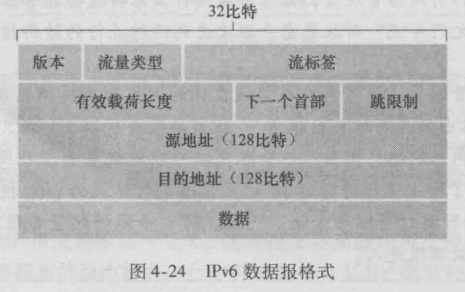 32比特
版本 流量类型 流标签
有效载荷长度 下一个首部 跳限制
源地址（128比特）
目的地址（128比特）
数据
图 4-24 IPv6 数据报格式